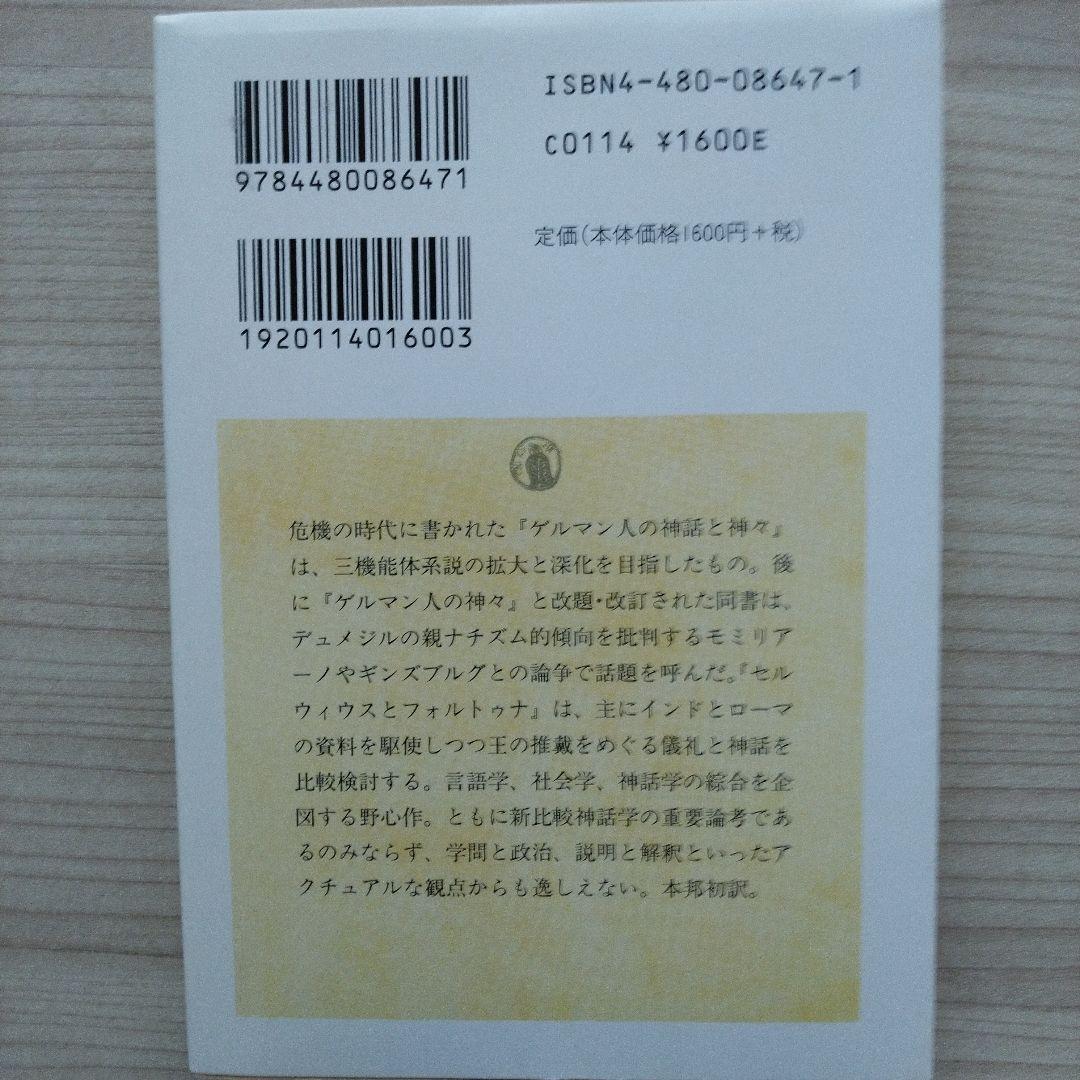 ISBN4-480-08647-1
C0114 ¥1600E
9784480086471
定価(本体価格1600円+税)
1920114016003
危機の時代に書かれた『ゲルマン人の神話と神々』
は、三機能体系説の拡大と深化を目指したもの。後
に『ゲルマン人の神々』と改題・改訂された同書は、
デュメジルの親ナチズム的傾向を批判するモミリア
ーノやギンズブルグとの論争で話題を呼んだ。『セル
ウィウスとフォルトゥナ』は、主にインドとローマ
の資料を駆使しつつ王の推戴をめぐる儀礼と神話を
比較検討する。言語学、社会学、神話学の綜合を企
図する野心作。ともに新比較神話学の重要論考であ
るのみならず、学問と政治、説明と解釈といったア
クチュアルな観点からも逸しえない。本邦初訳。